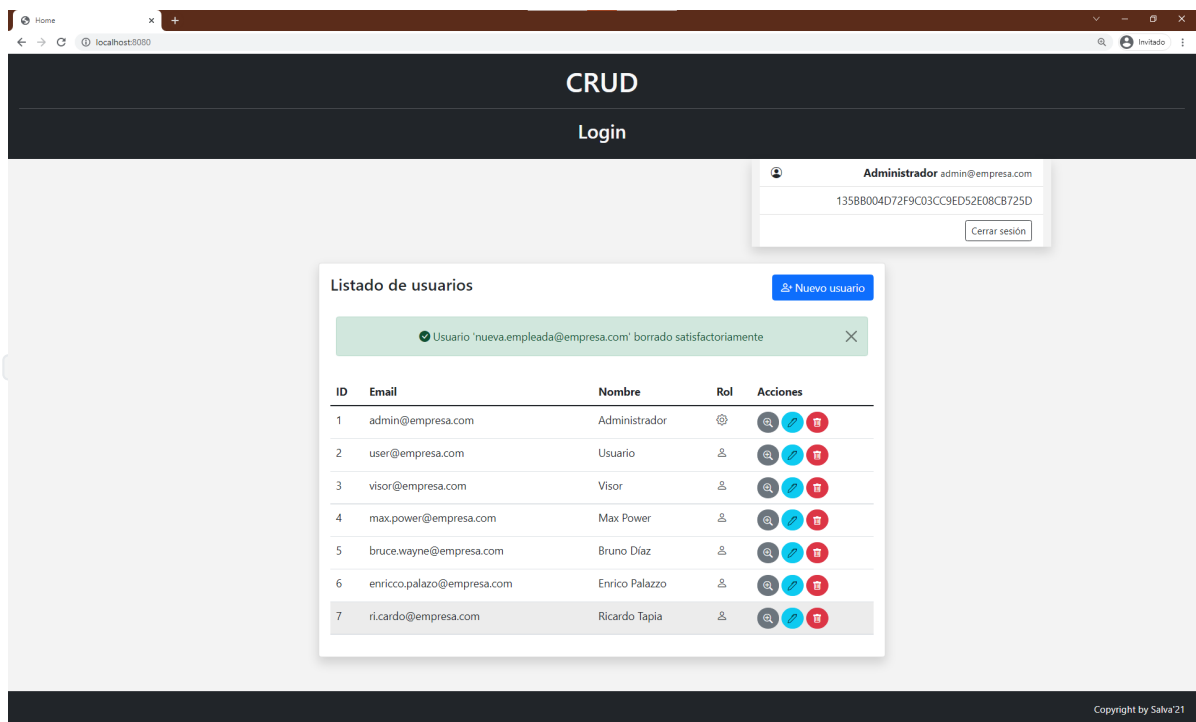 Home
localhost:8080
Invitado
CRUD
Login
Administrador admin@empresa.com
135BB004D72F9C03CC9ED52E08CB725D
Cerrar sesión
Listado de usuarios
Nuevo usuario
Usuario 'nueva.empleada@empresa.com' borrado satisfactoriamente
ID Email Nombre Rol Acciones
1 admin@empresa.com Administrador
2 user@empresa.com Usuario
3 visor@empresa.com Visor
4 max.power@empresa.com Max Power
5 bruce.wayne@empresa.com Bruno Díaz
6 enricco.palazo@empresa.com Enrico Palazzo
7 ri.cardo@empresa.com Ricardo Tapia
Copyright by Salva'21